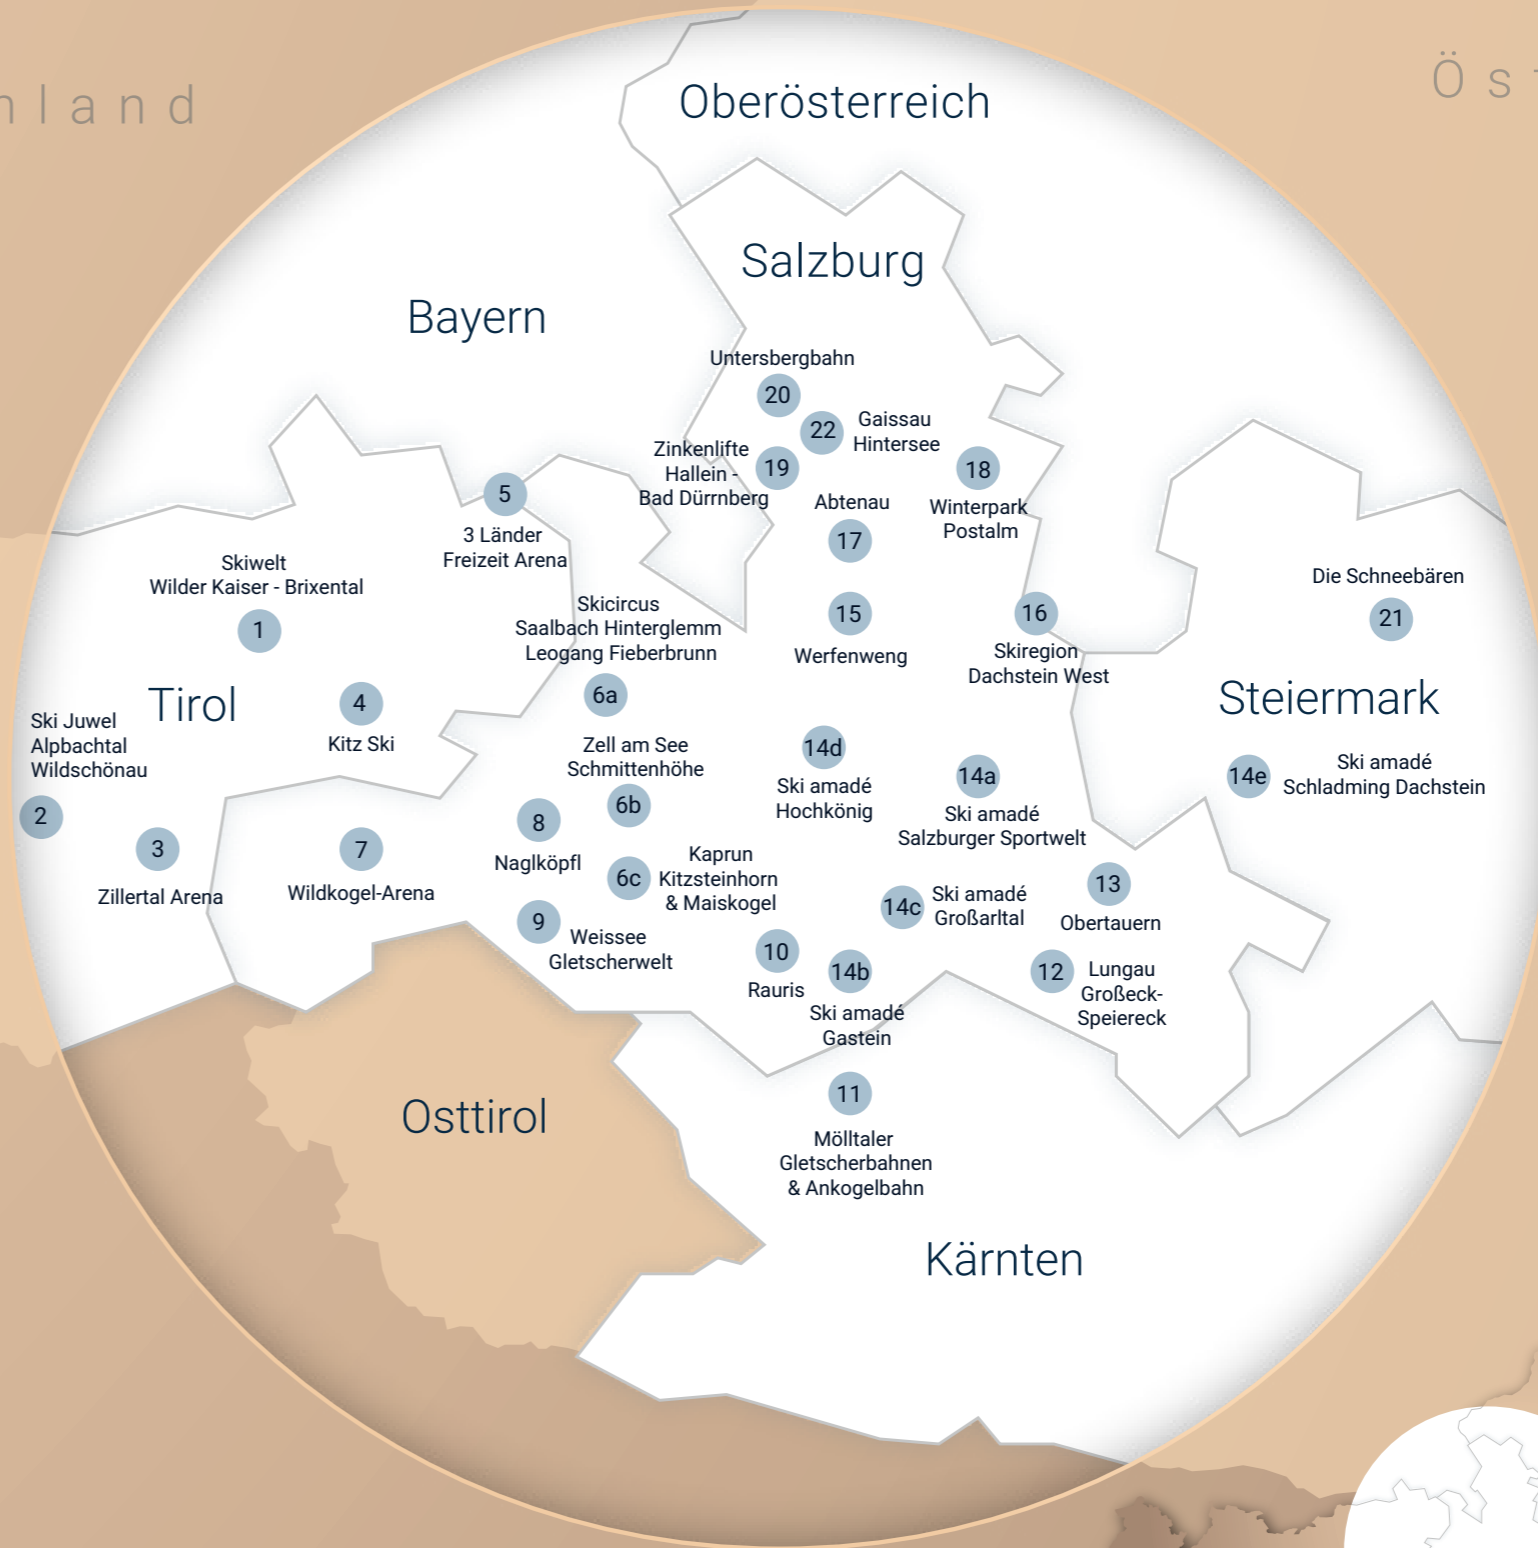 nland
Öst
Oberösterreich
Salzburg
Bayern
Untersbergbahn
20
22
Gaissau
Hintersee
Zinkenlifte
Hallein -
Bad Dürrnberg
19
18
Winterpark
Postalm
Abtenau
17
5
3 Länder
Freizeit Arena
Skiwelt
Wilder Kaiser - Brixental
1
Skicircus
Saalbach Hinterglemm
Leogang Fieberbrunn
6a
15
Werfenweng
16
Skiregion
Dachstein West
Die Schneebären
21
Tirol
Steiermark
4
Kitz Ski
Ski Juwel
Alpbachtal
Wildschönau
2
3
Zillertal Arena
7
Wildkogel-Arena
Zell am See
Schmittenhöhe
6b
8
Naglköpfl
6c
Kaprun
Kitzsteinhorn
& Maiskogel
9
Weissee
Gletscherwelt
14d
Ski amadé
Hochkönig
14a
Ski amadé
Salzburger Sportwelt
14e
Ski amadé
Schladming Dachstein
14c
Ski amadé
Großarltal
13
Obertauern
10
Rauris
14b
Ski amadé
Gastein
12
Lungau
Großeck-
Speiereck
11
Mölltaler
Gletscherbahnen
& Ankogelbahn
Osttirol
Kärnten